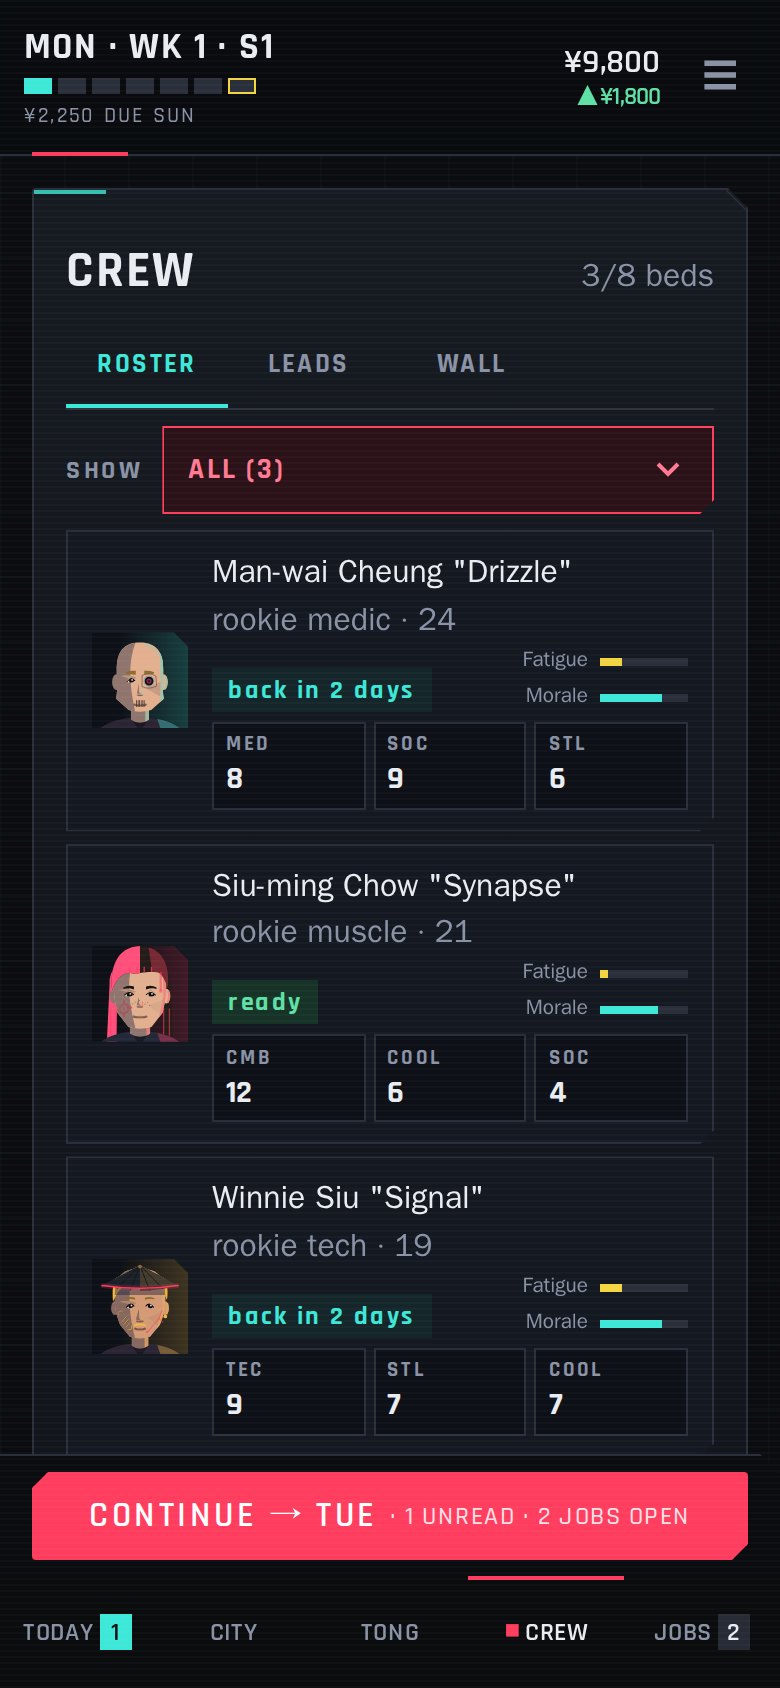 MON · WK 1 · S1
¥2,250 DUE SUN
¥9,800
▲¥1,800
CREW
3/8 beds
ROSTER LEADS WALL
SHOW ALL (3)
Man-wai Cheung "Drizzle"
rookie medic · 24
back in 2 days
Fatigue
Morale
MED SOC STL
8 9 6
Siu-ming Chow "Synapse"
rookie muscle · 21
ready
Fatigue
Morale
CMB COOL SOC
12 6 4
Winnie Siu "Signal"
rookie tech · 19
back in 2 days
Fatigue
Morale
TEC STL COOL
9 7 7
CONTINUE → TUE · 1 UNREAD · 2 JOBS OPEN
TODAY 1 CITY TONG CREW JOBS 2